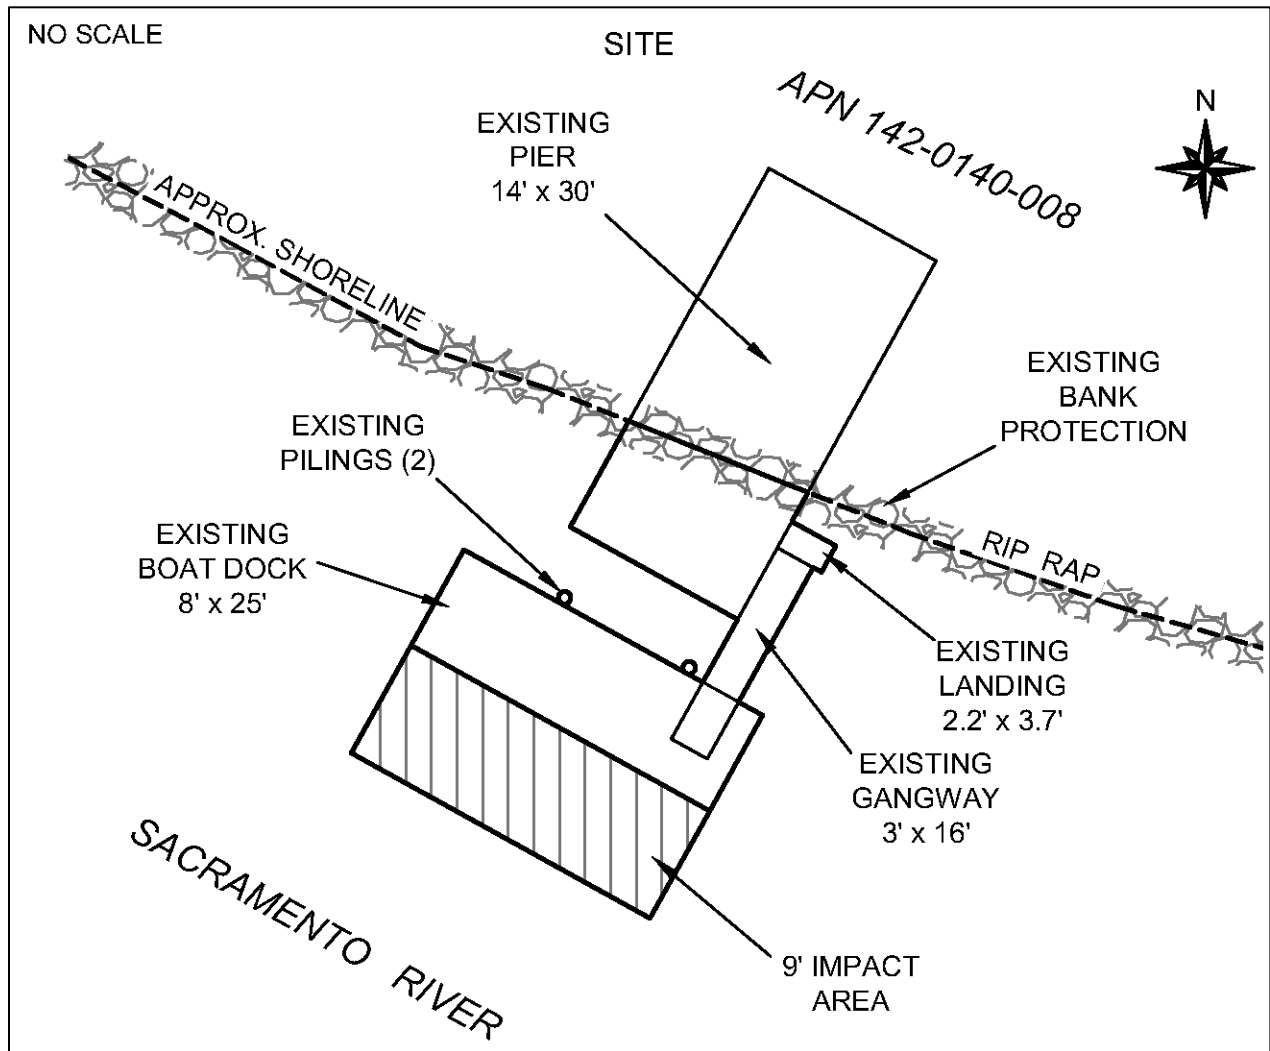 NO SCALE
SITE
APN 142-0140-008
N
EXISTING
PIER
14' x 30'
APPROX. SHORELINE
EXISTING
BANK
PROTECTION
EXISTING
PILINGS (2)
EXISTING
BOAT DOCK
8' x 25'
RIP RAP
EXISTING
LANDING
2.2' x 3.7'
EXISTING
GANGWAY
3' x 16'
SACRAMENTO RIVER
9' IMPACT
AREA